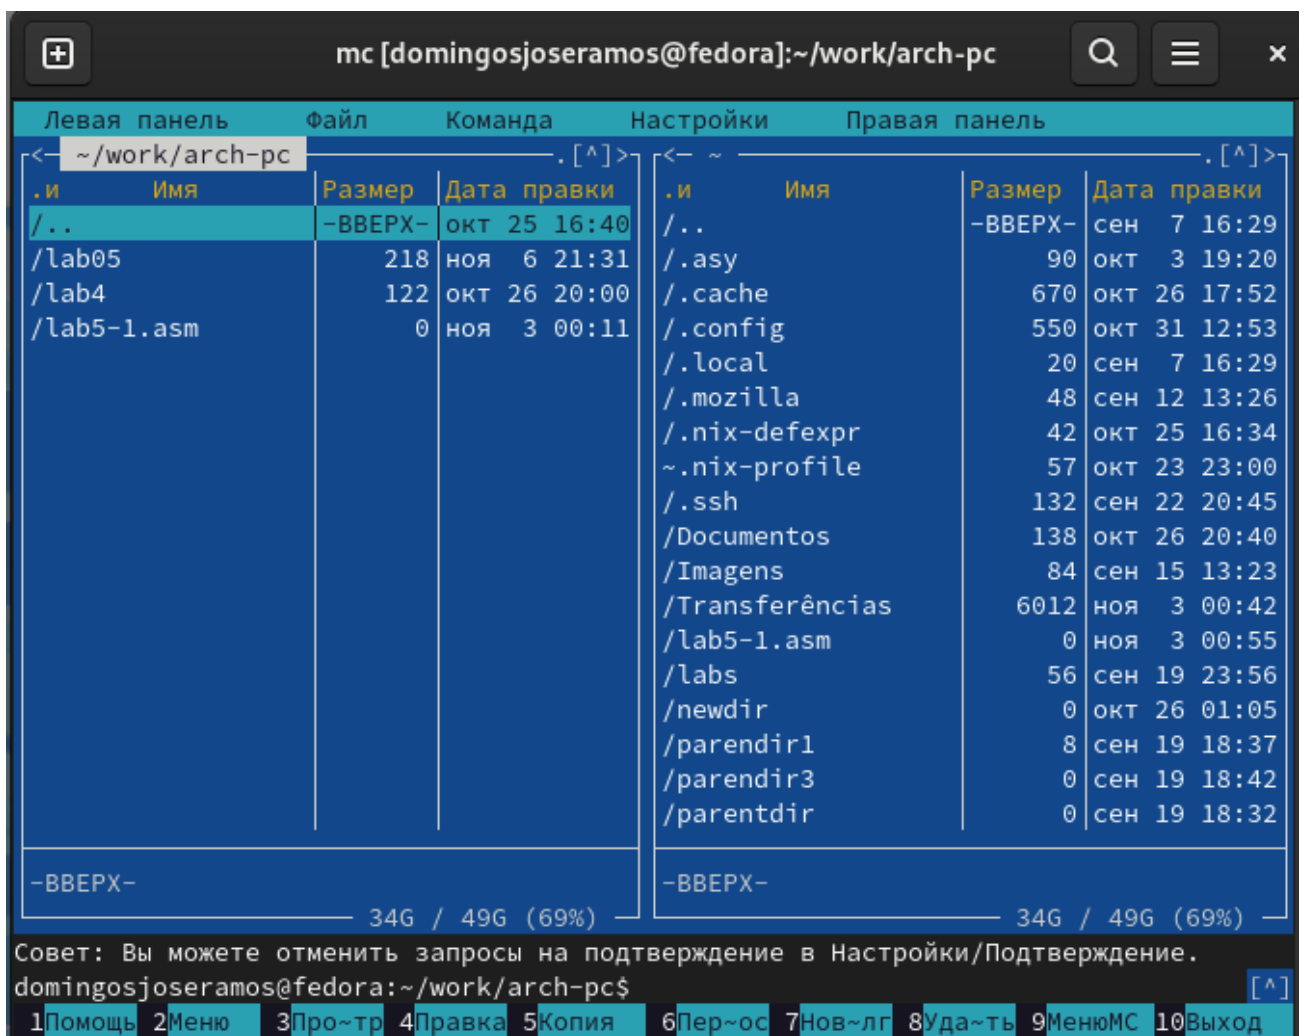 mc [domingosjoseramos@fedora]:~/work/arch-pc
Левая панель Файл Команда Настройки Правая панель
<— ~/work/arch-pc .[^]> <— ~ .[^]>
.и Имя Размер Дата правки .и Имя Размер Дата правки
/.. -ВВЕРХ- окт 25 16:40 /.. -ВВЕРХ- сен 7 16:29
/lab05 218 ноя 6 21:31 /.asy 90 окт 3 19:20
/lab4 122 окт 26 20:00 /.cache 670 окт 26 17:52
/lab5-1.asm 0 ноя 3 00:11 /.config 550 окт 31 12:53
/.local 20 сен 7 16:29
/.mozilla 48 сен 12 13:26
/.nix-defexpr 42 окт 25 16:34
~.nix-profile 57 окт 23 23:00
/.ssh 132 сен 22 20:45
/Documentos 138 окт 26 20:40
/Imagens 84 сен 15 13:23
/Transferências 6012 ноя 3 00:42
/lab5-1.asm 0 ноя 3 00:55
/labs 56 сен 19 23:56
/newdir 0 окт 26 01:05
/parendir1 8 сен 19 18:37
/parendir3 0 сен 19 18:42
/parentdir 0 сен 19 18:32
-ВВЕРХ- -ВВЕРХ-
34G / 49G (69%) 34G / 49G (69%)
Совет: Вы можете отменить запросы на подтверждение в Настройки/Подтверждение.
domingosjoseramos@fedora:~/work/arch-pc$ [^]
1Помощь 2Меню 3Про~тр 4Правка 5Копия 6Пер~ос 7Нов~лг 8Уда~ть 9МенюMC 10Выход